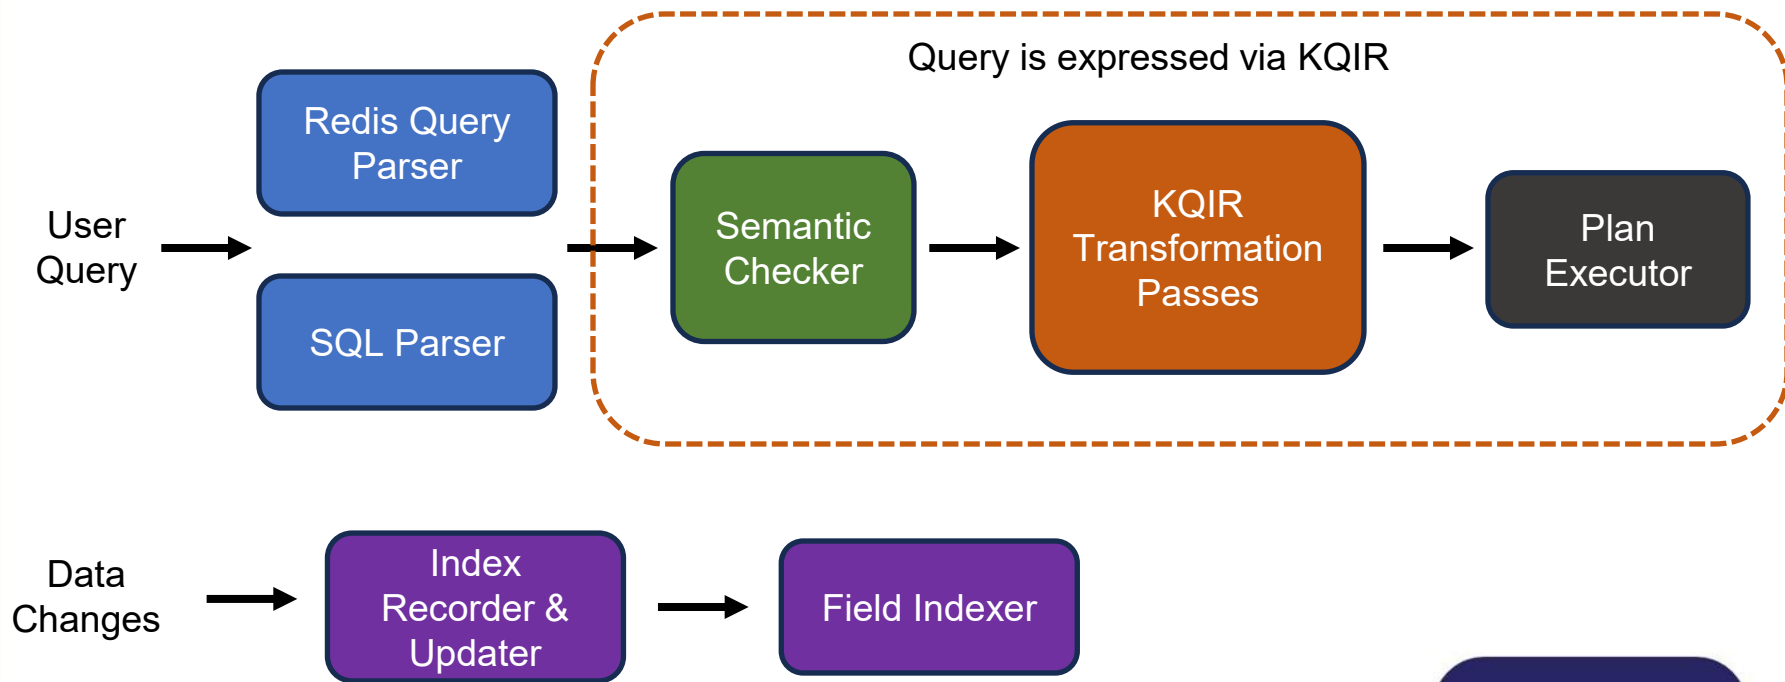 Query is expressed via KQIR
Redis Query
Parser
User
Query
SQL Parser
Semantic
Checker
KQIR
Transformation
Passes
Plan
Executor
Data
Changes
Index
Recorder &
Updater
Field Indexer